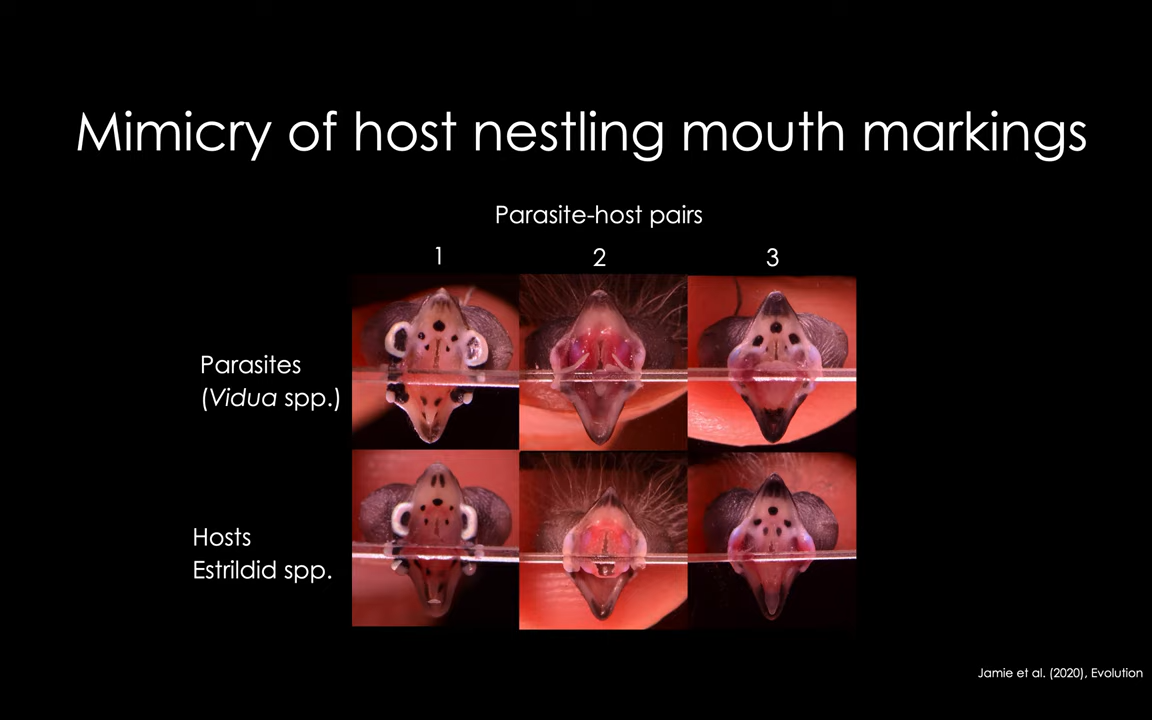 Mimicry of host nestling mouth markings
Parasite-host pairs
1 2 3
Parasites
(Vidua spp.)
Hosts
Estrildid spp.
Jamie et al. (2020), Evolution